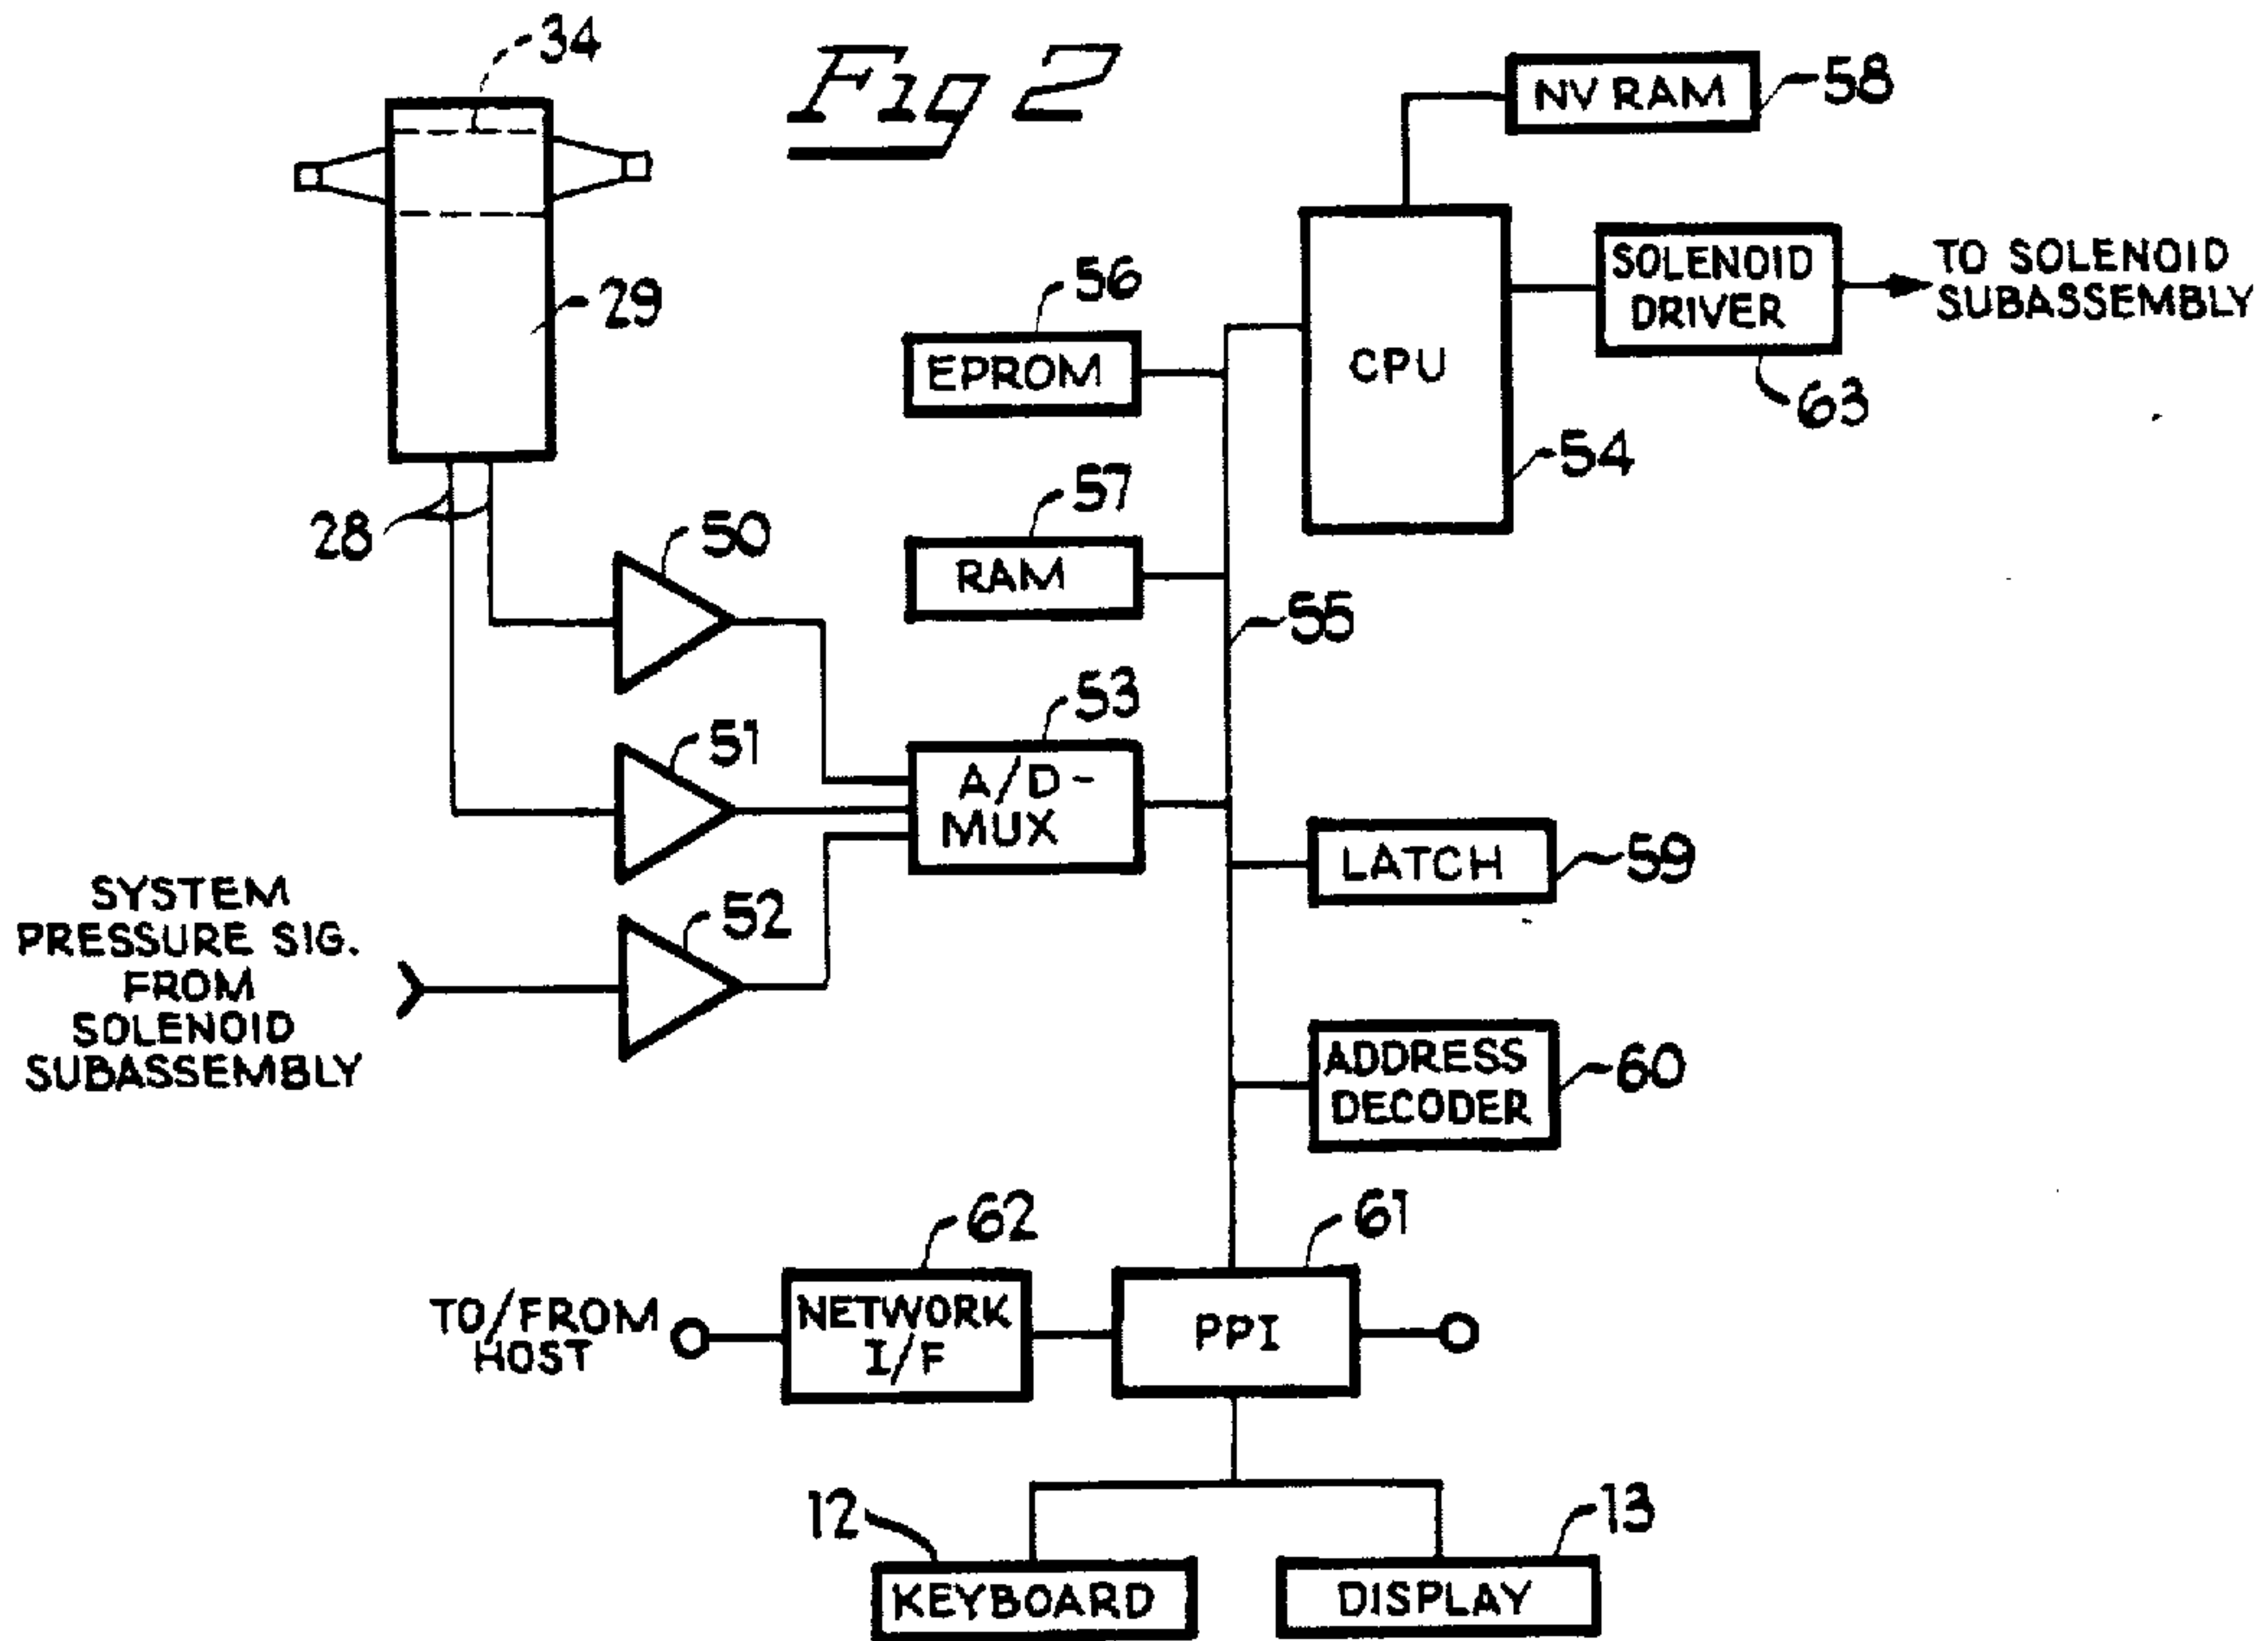 Fig 2
34
NV RAM
58
29
56
EPROM
CPU
SOLENOID
DRIVER
TO SOLENOID
SUBASSEMBLY
63
54
28
50
57
RAM
55
51
53
A/D-
MUX
52
LATCH
59
SYSTEM
PRESSURE SIG.
FROM
SOLENOID
SUBASSEMBLY
ADDRESS
DECODER
60
62
61
TO/FROM
HOST
NETWORK
I/F
PPI
12
KEYBOARD
13
DISPLAY